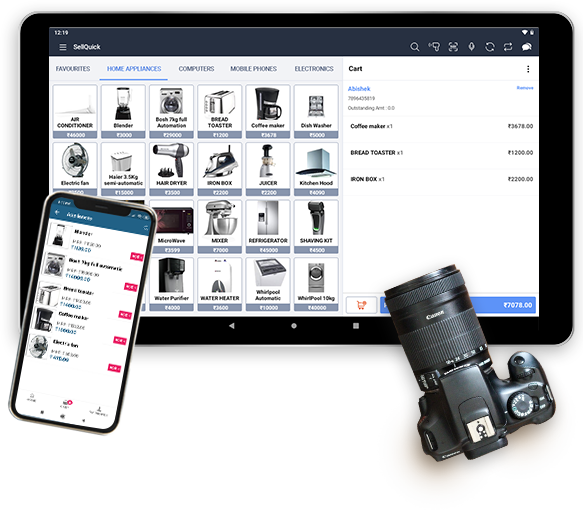 12:19
SellQuick
FAVOURITES HOME APPLIANCES COMPUTERS MOBILE PHONES ELECTRONICS
Cart
Abishek Remove
7896435819
Outstanding Amt : 0.0
Coffee maker x1 ₹3678.00
BREAD TOASTER x1 ₹1200.00
IRON BOX x1 ₹2200.00
₹7078.00
AIR CONDITIONER Blender Bosh 7kg full Automation BREAD TOASTER Coffee maker Dish Washer
₹46000 ₹3000 ₹29000 ₹1200 ₹3678 ₹5000
Electric fan Haier 3.5Kg semi-automatic HAIR DRYER IRON BOX JUICER Kitchen Hood
₹5500 ₹15000 ₹2200 ₹2200 ₹4090
MicroWave MIXER REFRIGERATOR SHAVING KIT
₹3599 ₹7000 ₹45000 ₹4500
Water Purifier WATER HEATER Whirlpool Automatic WhirlPool 10kg
₹4000 ₹3600 ₹10000 ₹40000
Appliances
Blender
Bosh 7kg full automatic
Bread toaster
Coffee maker
Electric fan
Canon